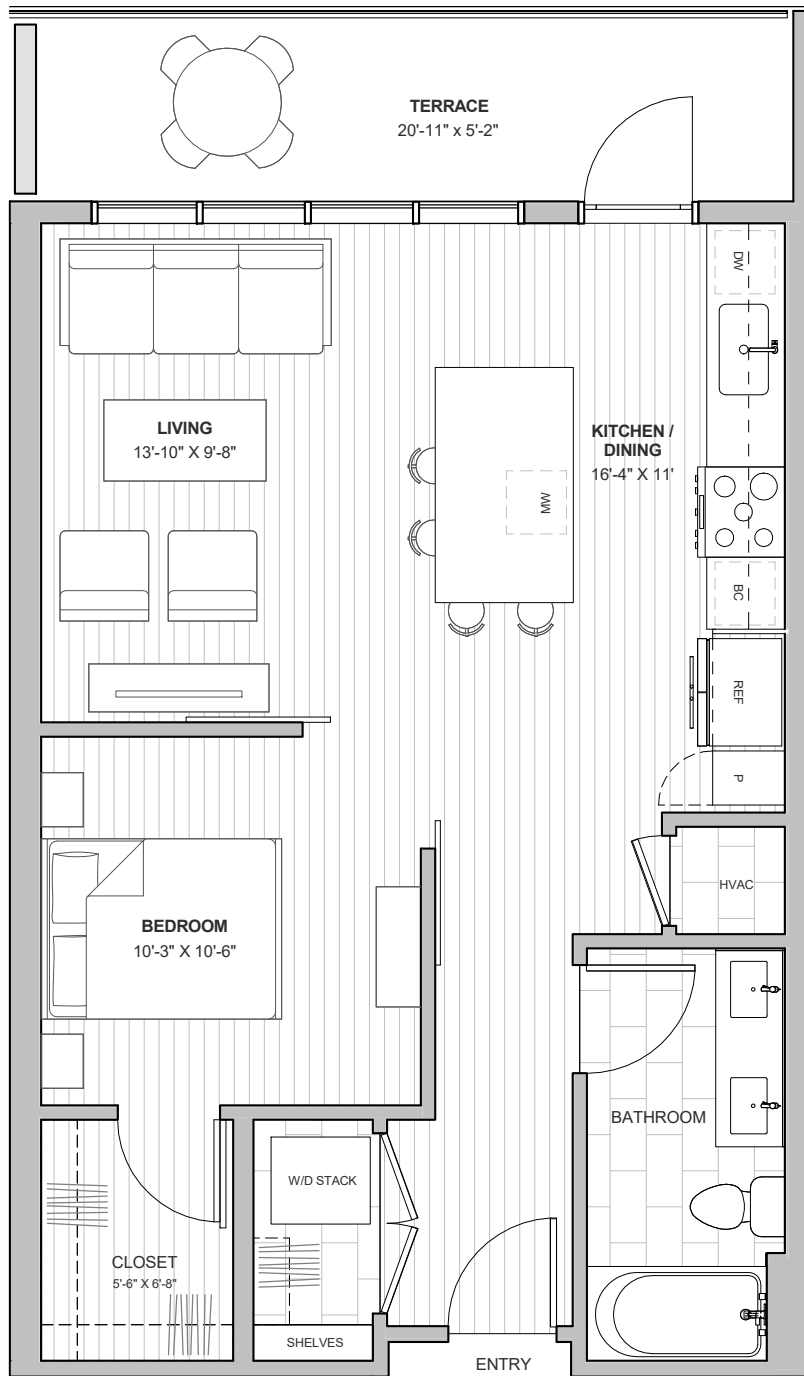 TERRACE
20'-11" x 5'-2"
DW
LIVING
13'-10" X 9'-8"
KITCHEN /
DINING
16'-4" X 11'
MW
BC
REF
P
HVAC
BEDROOM
10'-3" X 10'-6"
BATHROOM
W/D STACK
CLOSET
5'-6" X 6'-8"
SHELVES
ENTRY